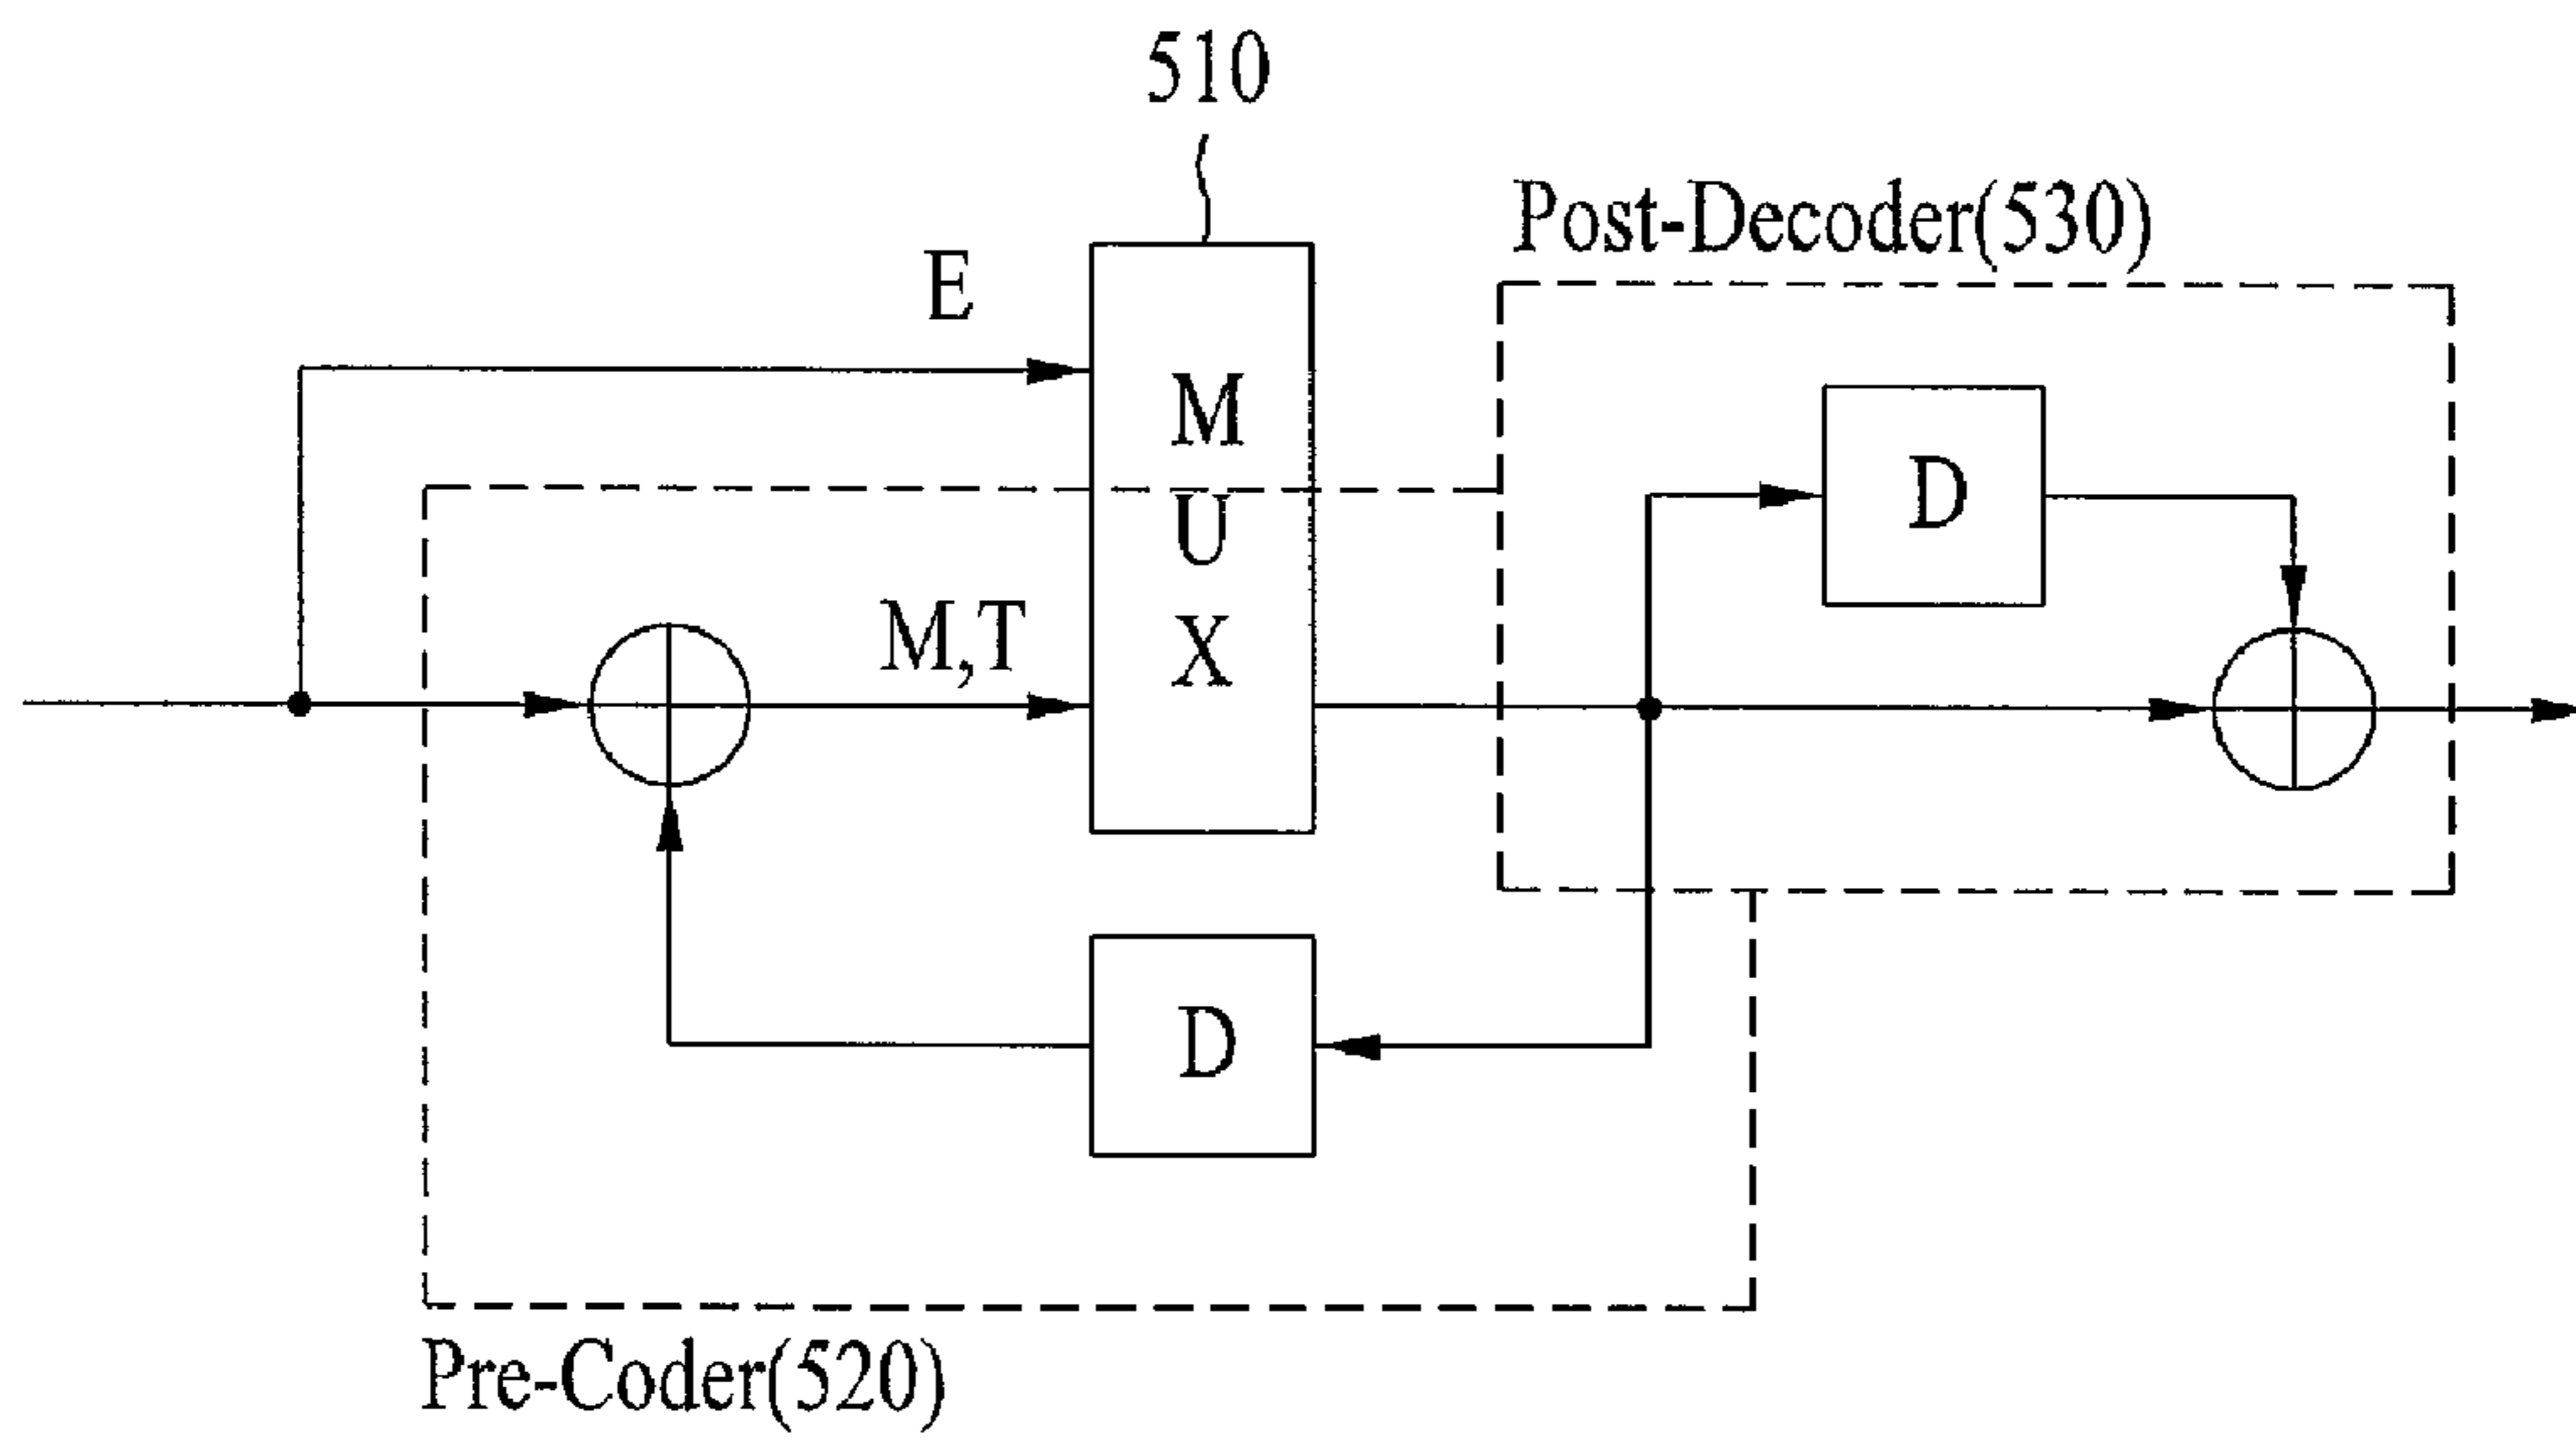 510
Post-Decoder(530)
E
M
U
X
D
M,T
D
Pre-Coder(520)